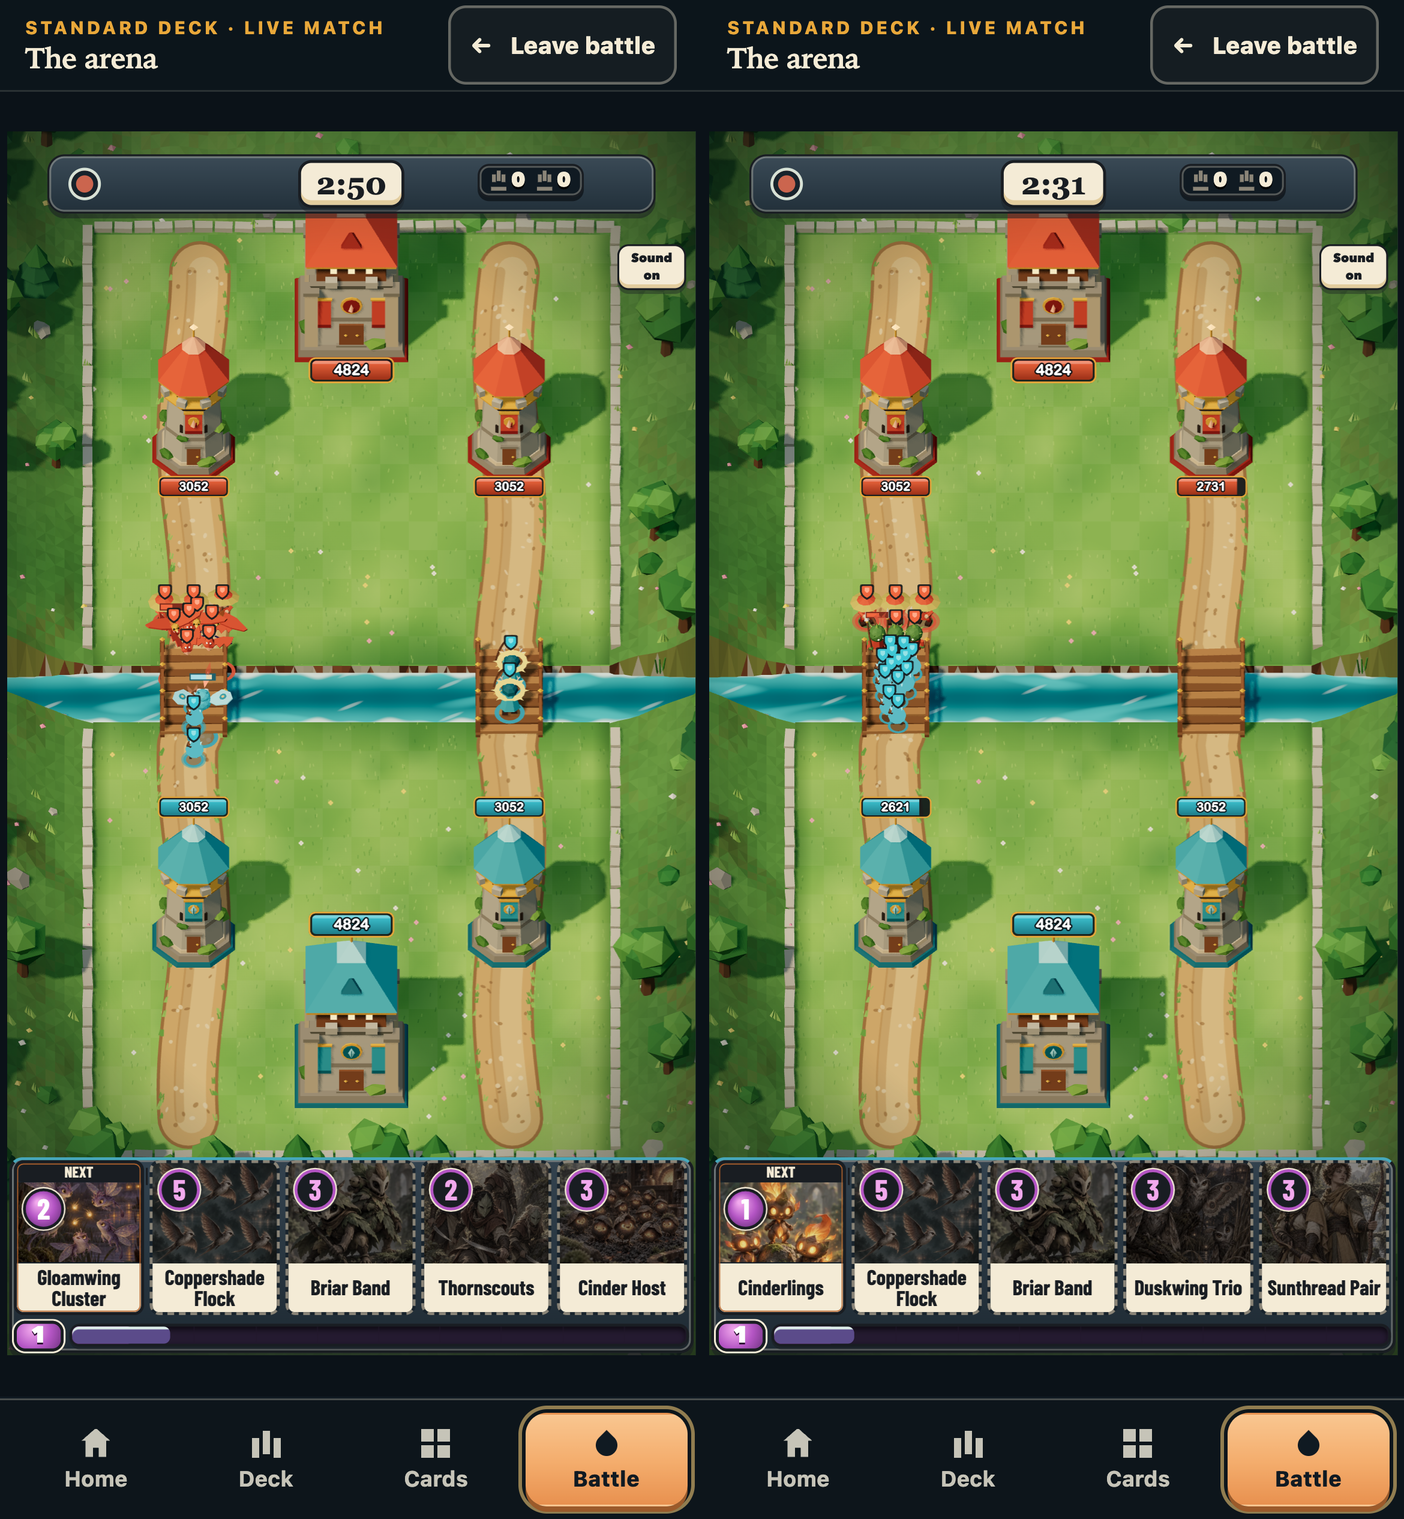 STANDARD DECK · LIVE MATCH
The arena
← Leave battle
2:50
0 0
Sound on
4824
3052 3052
3052 3052
4824
NEXT
2
Gloamwing Cluster
5
Coppershade Flock
3
Briar Band
2
Thornscouts
3
Cinder Host
1
Home
Deck
Cards
Battle
STANDARD DECK · LIVE MATCH
The arena
← Leave battle
2:31
0 0
Sound on
4824
3052 2731
2621 3052
4824
NEXT
1
Cinderlings
5
Coppershade Flock
3
Briar Band
3
Duskwing Trio
3
Sunthread Pair
1
Home
Deck
Cards
Battle